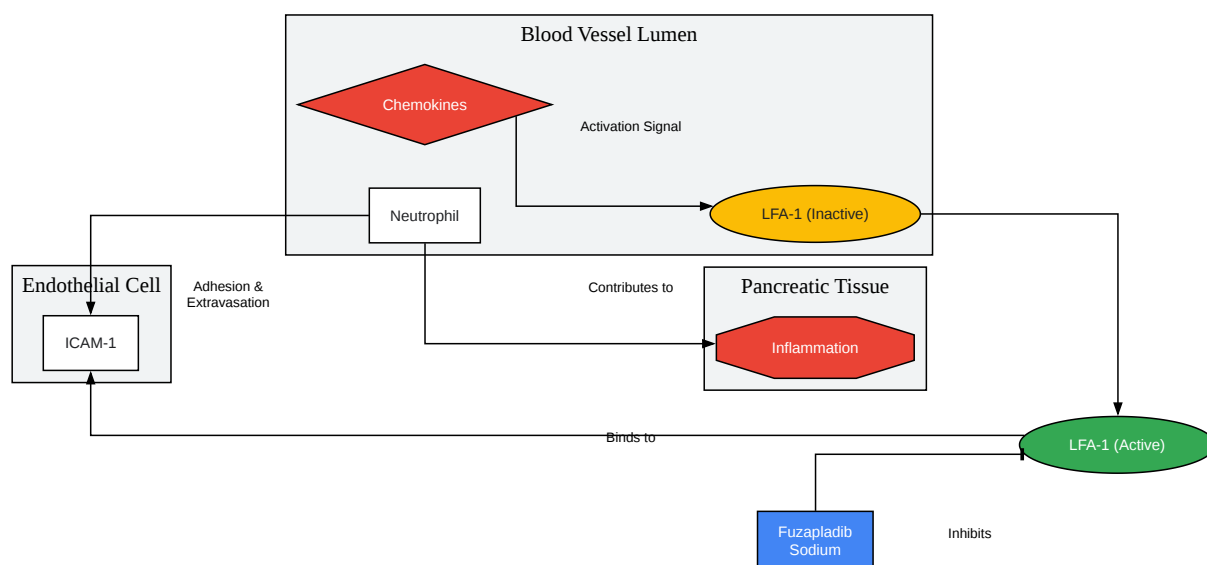 Blood Vessel Lumen
Chemokines
Activation Signal
Neutrophil
LFA-1 (Inactive)
Endothelial Cell
Adhesion &
Extravasation
Contributes to
Pancreatic Tissue
ICAM-1
Inflammation
Binds to
LFA-1 (Active)
Fuzapladib
Sodium
Inhibits